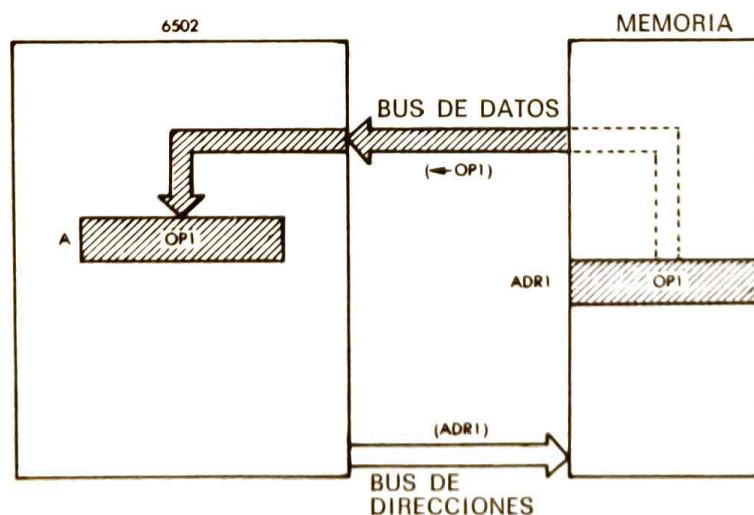 6502
MEMORIA
BUS DE DATOS
(← OP1)
A
OP1
ADR1
OP1
(ADR1)
BUS DE
DIRECCIONES